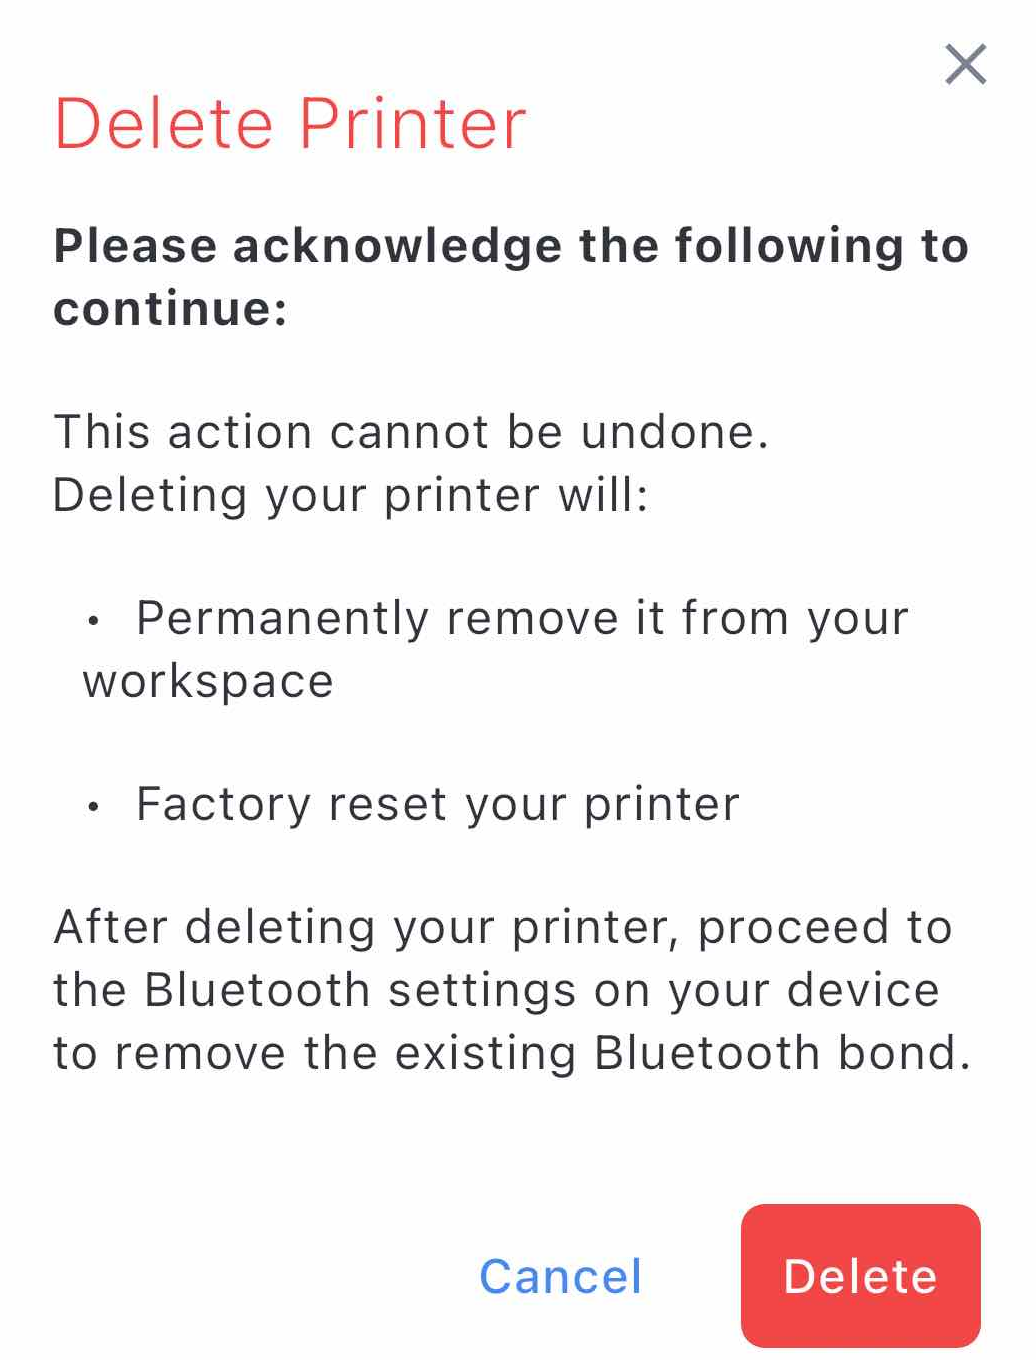 Delete Printer
Please acknowledge the following to
continue:
This action cannot be undone.
Deleting your printer will:
• Permanently remove it from your
workspace
• Factory reset your printer
After deleting your printer, proceed to
the Bluetooth settings on your device
to remove the existing Bluetooth bond.
Cancel
Delete